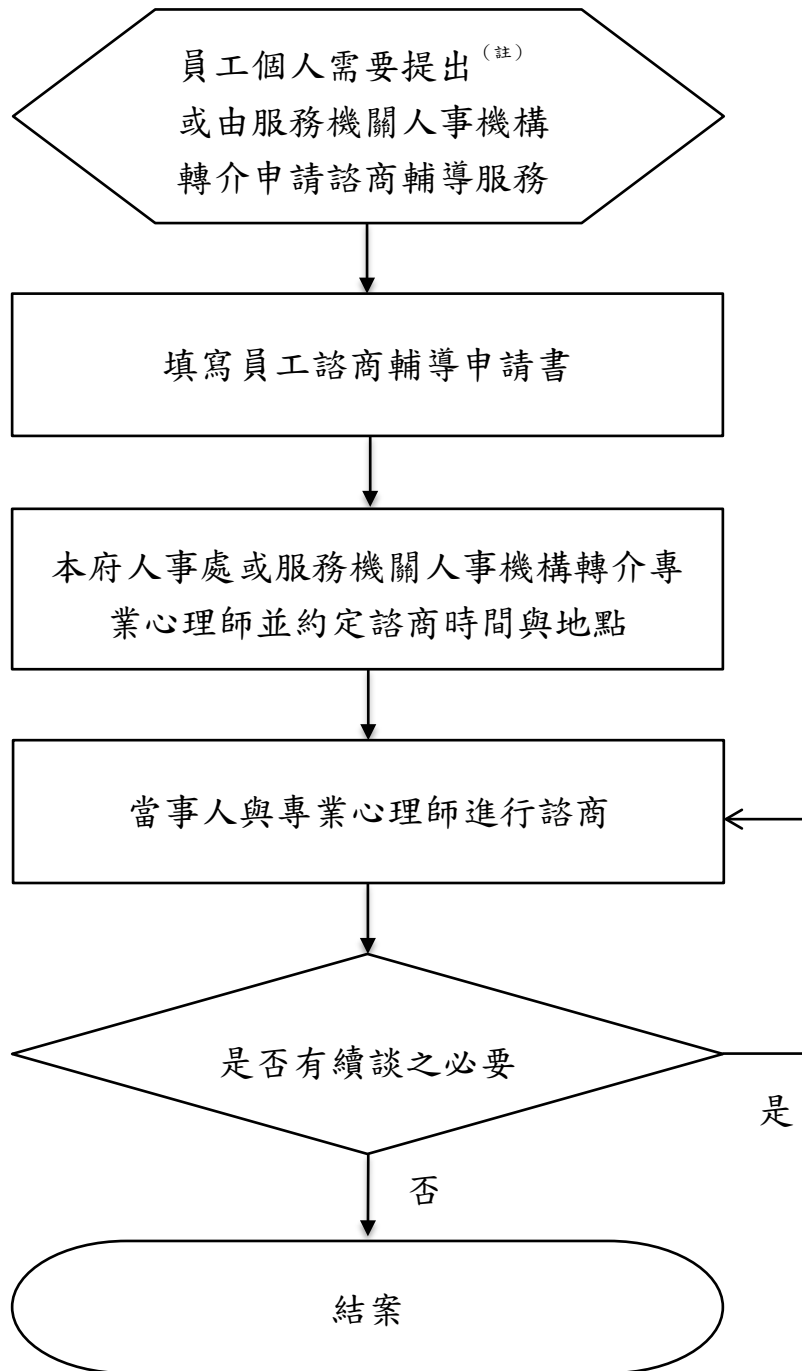 員工個人需要提出(註)
或由服務機關人事機構
轉介申請諮商輔導服務
填寫員工諮商輔導申請書
本府人事處或服務機關人事機構轉介專
業心理師並約定諮商時間與地點
當事人與專業心理師進行諮商
是否有續談之必要
是
否
結案